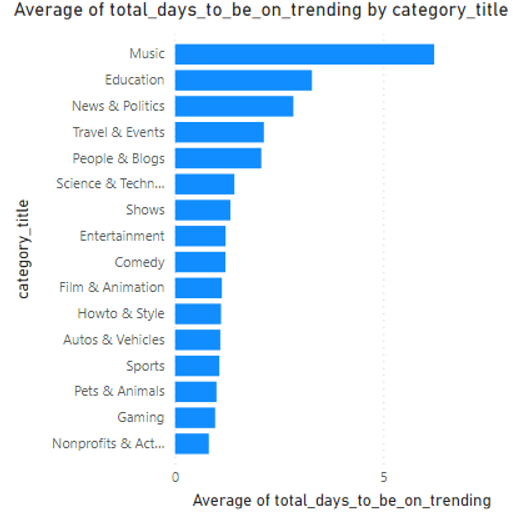 Average of total_days_to_be_on_trending by category_title
category_title
Music
Education
News & Politics
Travel & Events
People & Blogs
Science & Techn...
Shows
Entertainment
Comedy
Film & Animation
Howto & Style
Autos & Vehicles
Sports
Pets & Animals
Gaming
Nonprofits & Act...
0 5
Average of total_days_to_be_on_trending